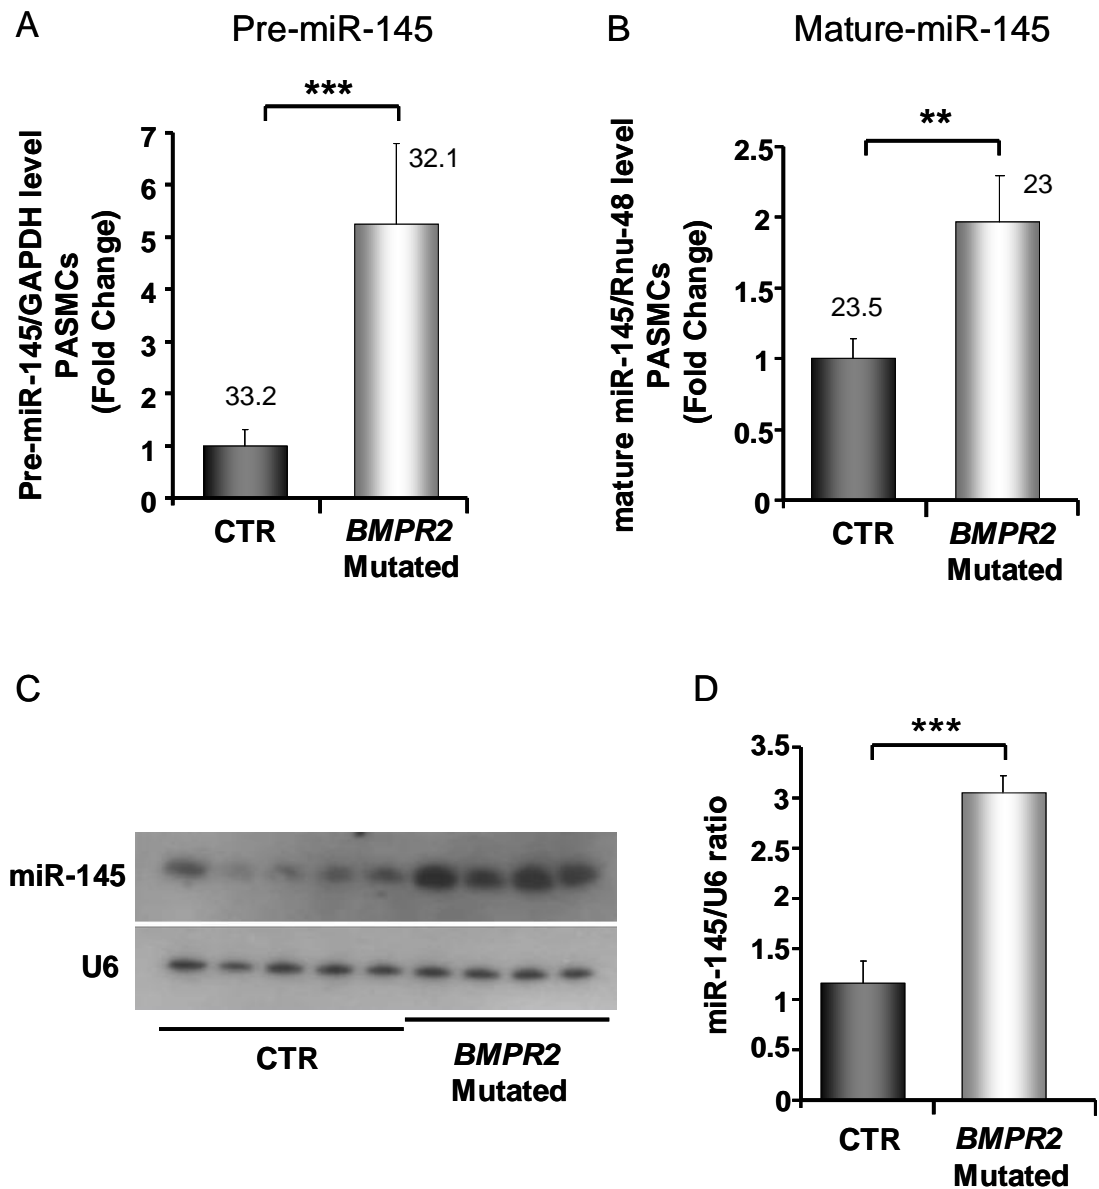 A
Pre-miR-145
***
Pre-miR-145/GAPDH level
PASMCs
(Fold Change)
7
6
5
4
3
2
1
0
32.1
33.2
CTR
BMPR2
Mutated
B
Mature-miR-145
**
mature miR-145/Rnu-48 level
PASMCs
(Fold Change)
2.5
2
1.5
1
0.5
0
23
23.5
CTR
BMPR2
Mutated
C
miR-145
U6
CTR
BMPR2
Mutated
D
***
miR-145/U6 ratio
3.5
3
2.5
2
1.5
1
0.5
0
CTR
BMPR2
Mutated